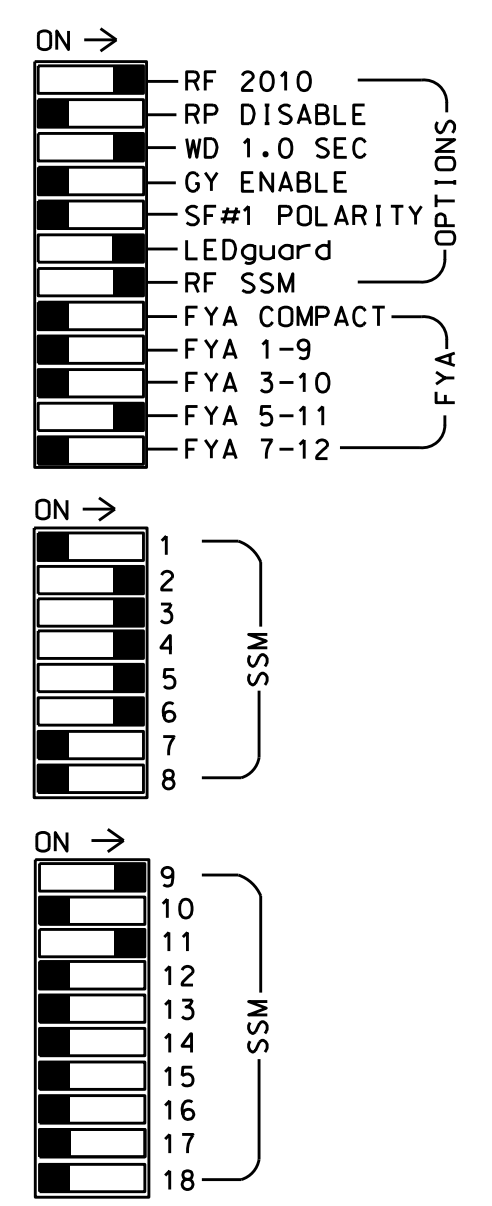 ON →
RF 2010
RP DISABLE
WD 1.0 SEC
GY ENABLE
SF#1 POLARITY
LEDguard
RF SSM
OPTIONS
FYA COMPACT
FYA 1-9
FYA 3-10
FYA 5-11
FYA 7-12
FYA
ON →
1
2
3
4
5
6
7
8
SSM
ON →
9
10
11
12
13
14
15
16
17
18
SSM